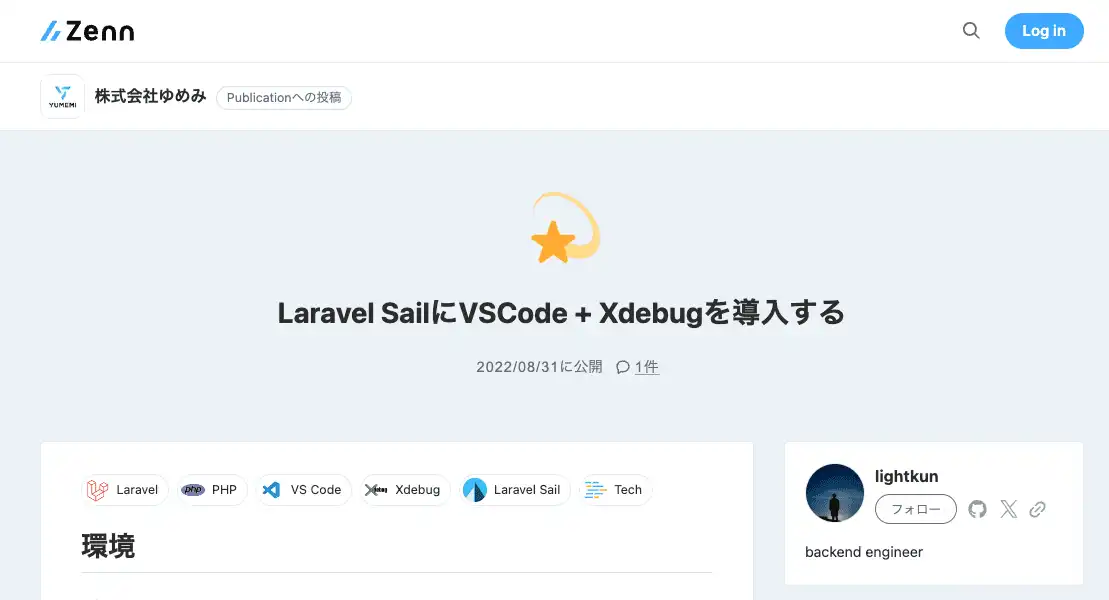 Zenn
Log in
YUMEMI
株式会社ゆめみ
Publicationへの投稿
Laravel SailにVSCode + Xdebugを導入する
2022/08/31に公開
1件
Laravel
php
PHP
VS Code
Xdebug
Laravel Sail
Tech
環境
lightkun
フォロー
backend engineer